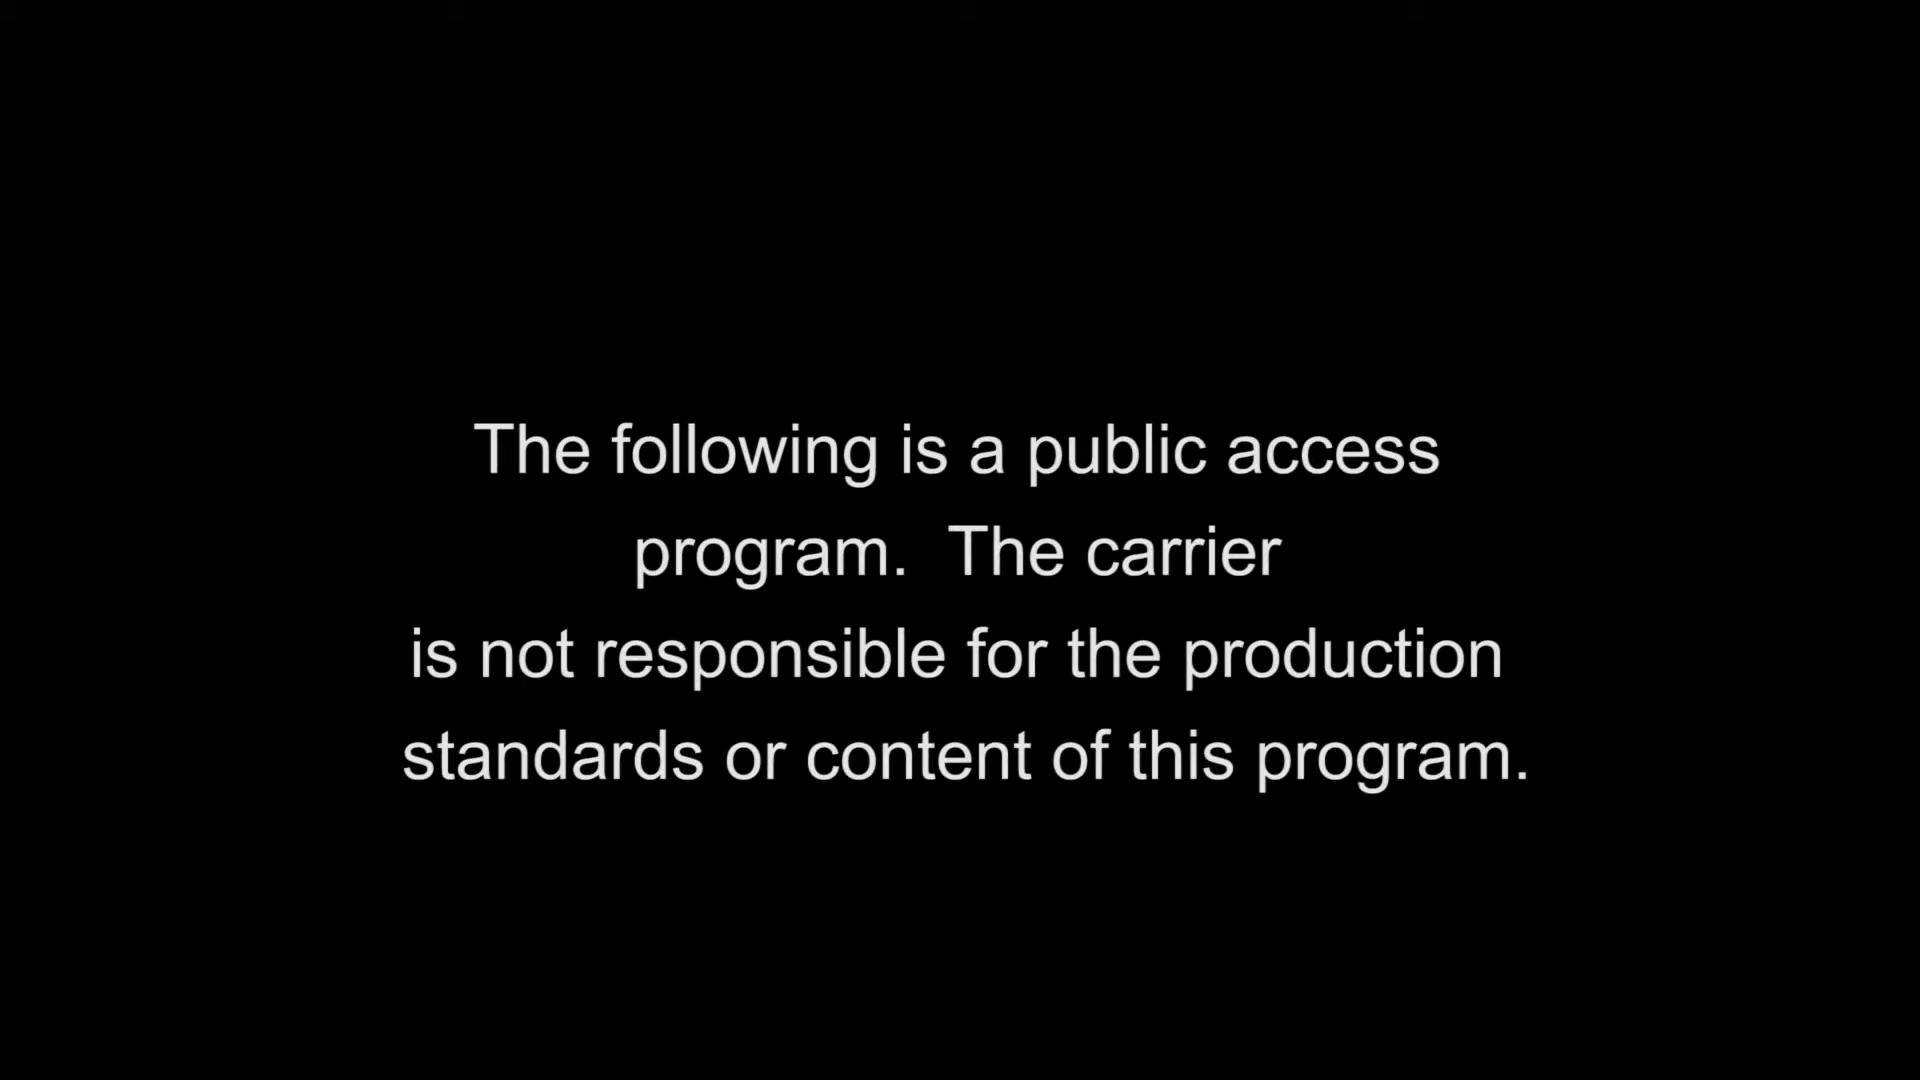 The following is a public access
program.  The carrier
is not responsible for the production
standards or content of this program.